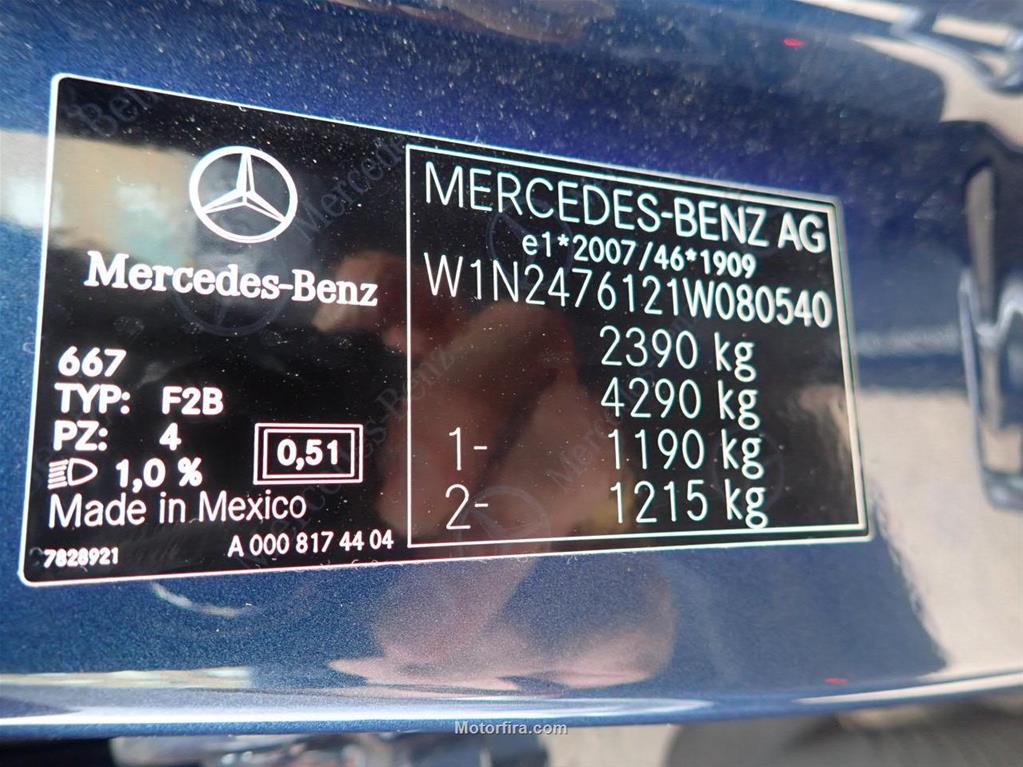 Mercedes-Benz
667
TYP: F2B
PZ: 4
1,0 %
0,51
Made in Mexico
7828921
A 000 817 44 04
MERCEDES-BENZ AG
e1*2007/46*1909
W1N2476121W080540
2390 kg
4290 kg
1- 1190 kg
2- 1215 kg
Motorfira.com